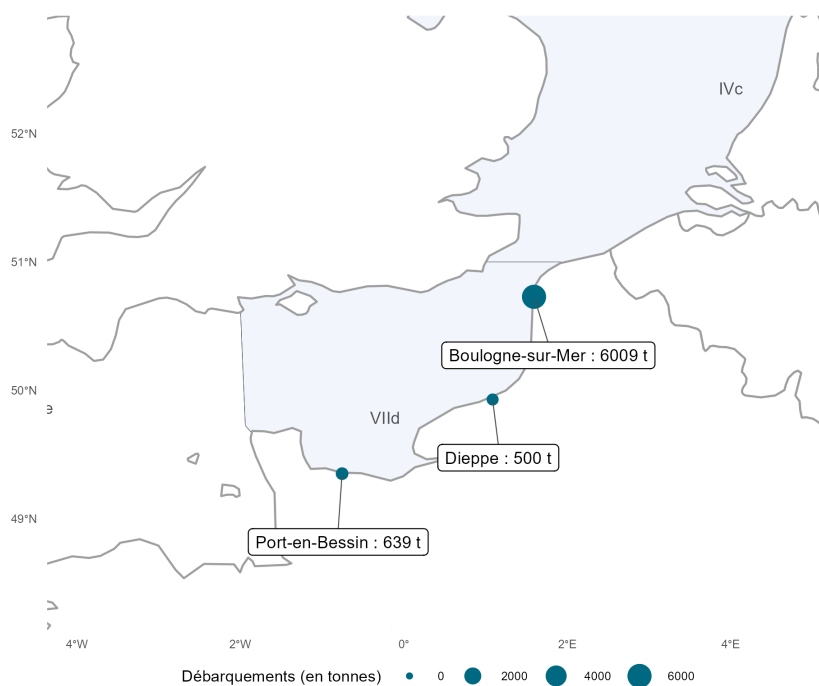 IVc
52°N
51°N
Boulogne-sur-Mer : 6009 t
50°N
e
VIId
Dieppe : 500 t
49°N
Port-en-Bessin : 639 t
4°W 2°W 0° 2°E 4°E
Débarquements (en tonnes) 0 2000 4000 6000